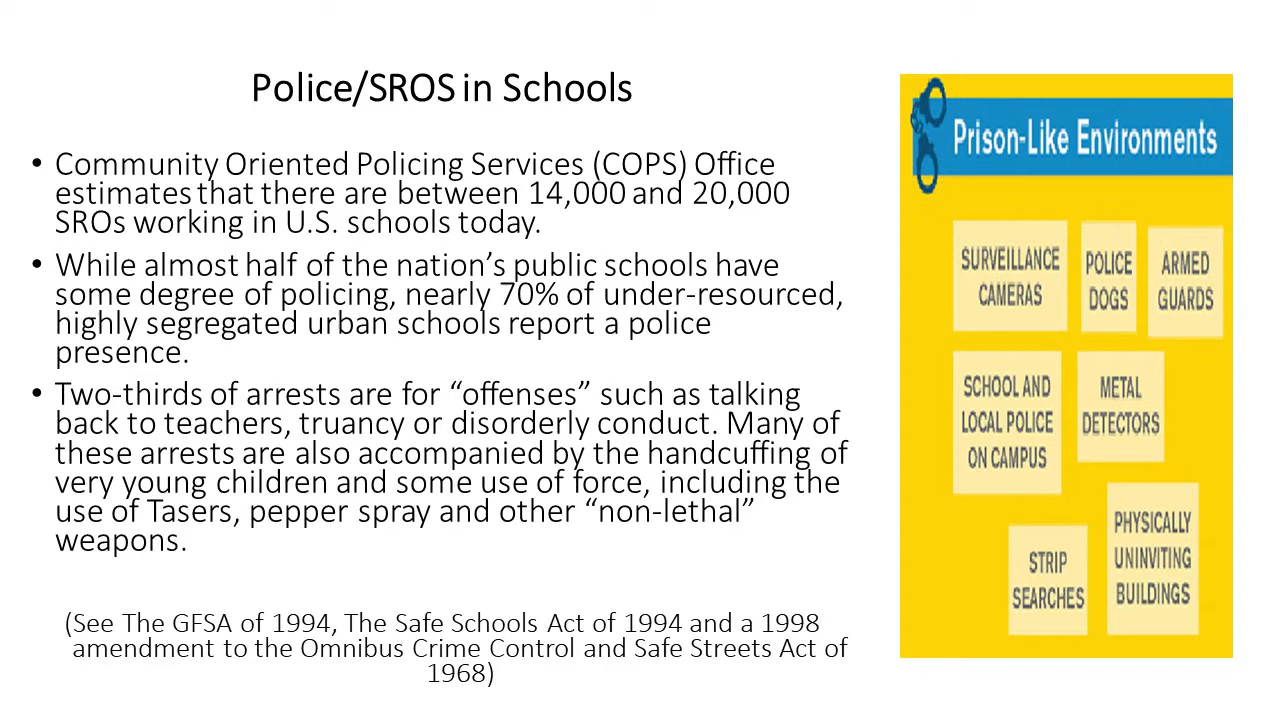 Police/SROS in Schools
• Community Oriented Policing Services (COPS) Office
estimates that there are between 14,000 and 20,000
SROs working in U.S. schools today.
• While almost half of the nation’s public schools have
some degree of policing, nearly 70% of under-resourced,
highly segregated urban schools report a police
presence.
• Two-thirds of arrests are for “offenses” such as talking
back to teachers, truancy or disorderly conduct. Many of
these arrests are also accompanied by the handcuffing of
very young children and some use of force, including the
use of Tasers, pepper spray and other “non-lethal”
weapons.
(See The GFSA of 1994, The Safe Schools Act of 1994 and a 1998
amendment to the Omnibus Crime Control and Safe Streets Act of
1968)
Prison-Like Environments
SURVEILLANCE
CAMERAS
POLICE
DOGS
ARMED
GUARDS
SCHOOL AND
LOCAL POLICE
ON CAMPUS
METAL
DETECTORS
STRIP
SEARCHES
PHYSICALLY
UNINVITING
BUILDINGS